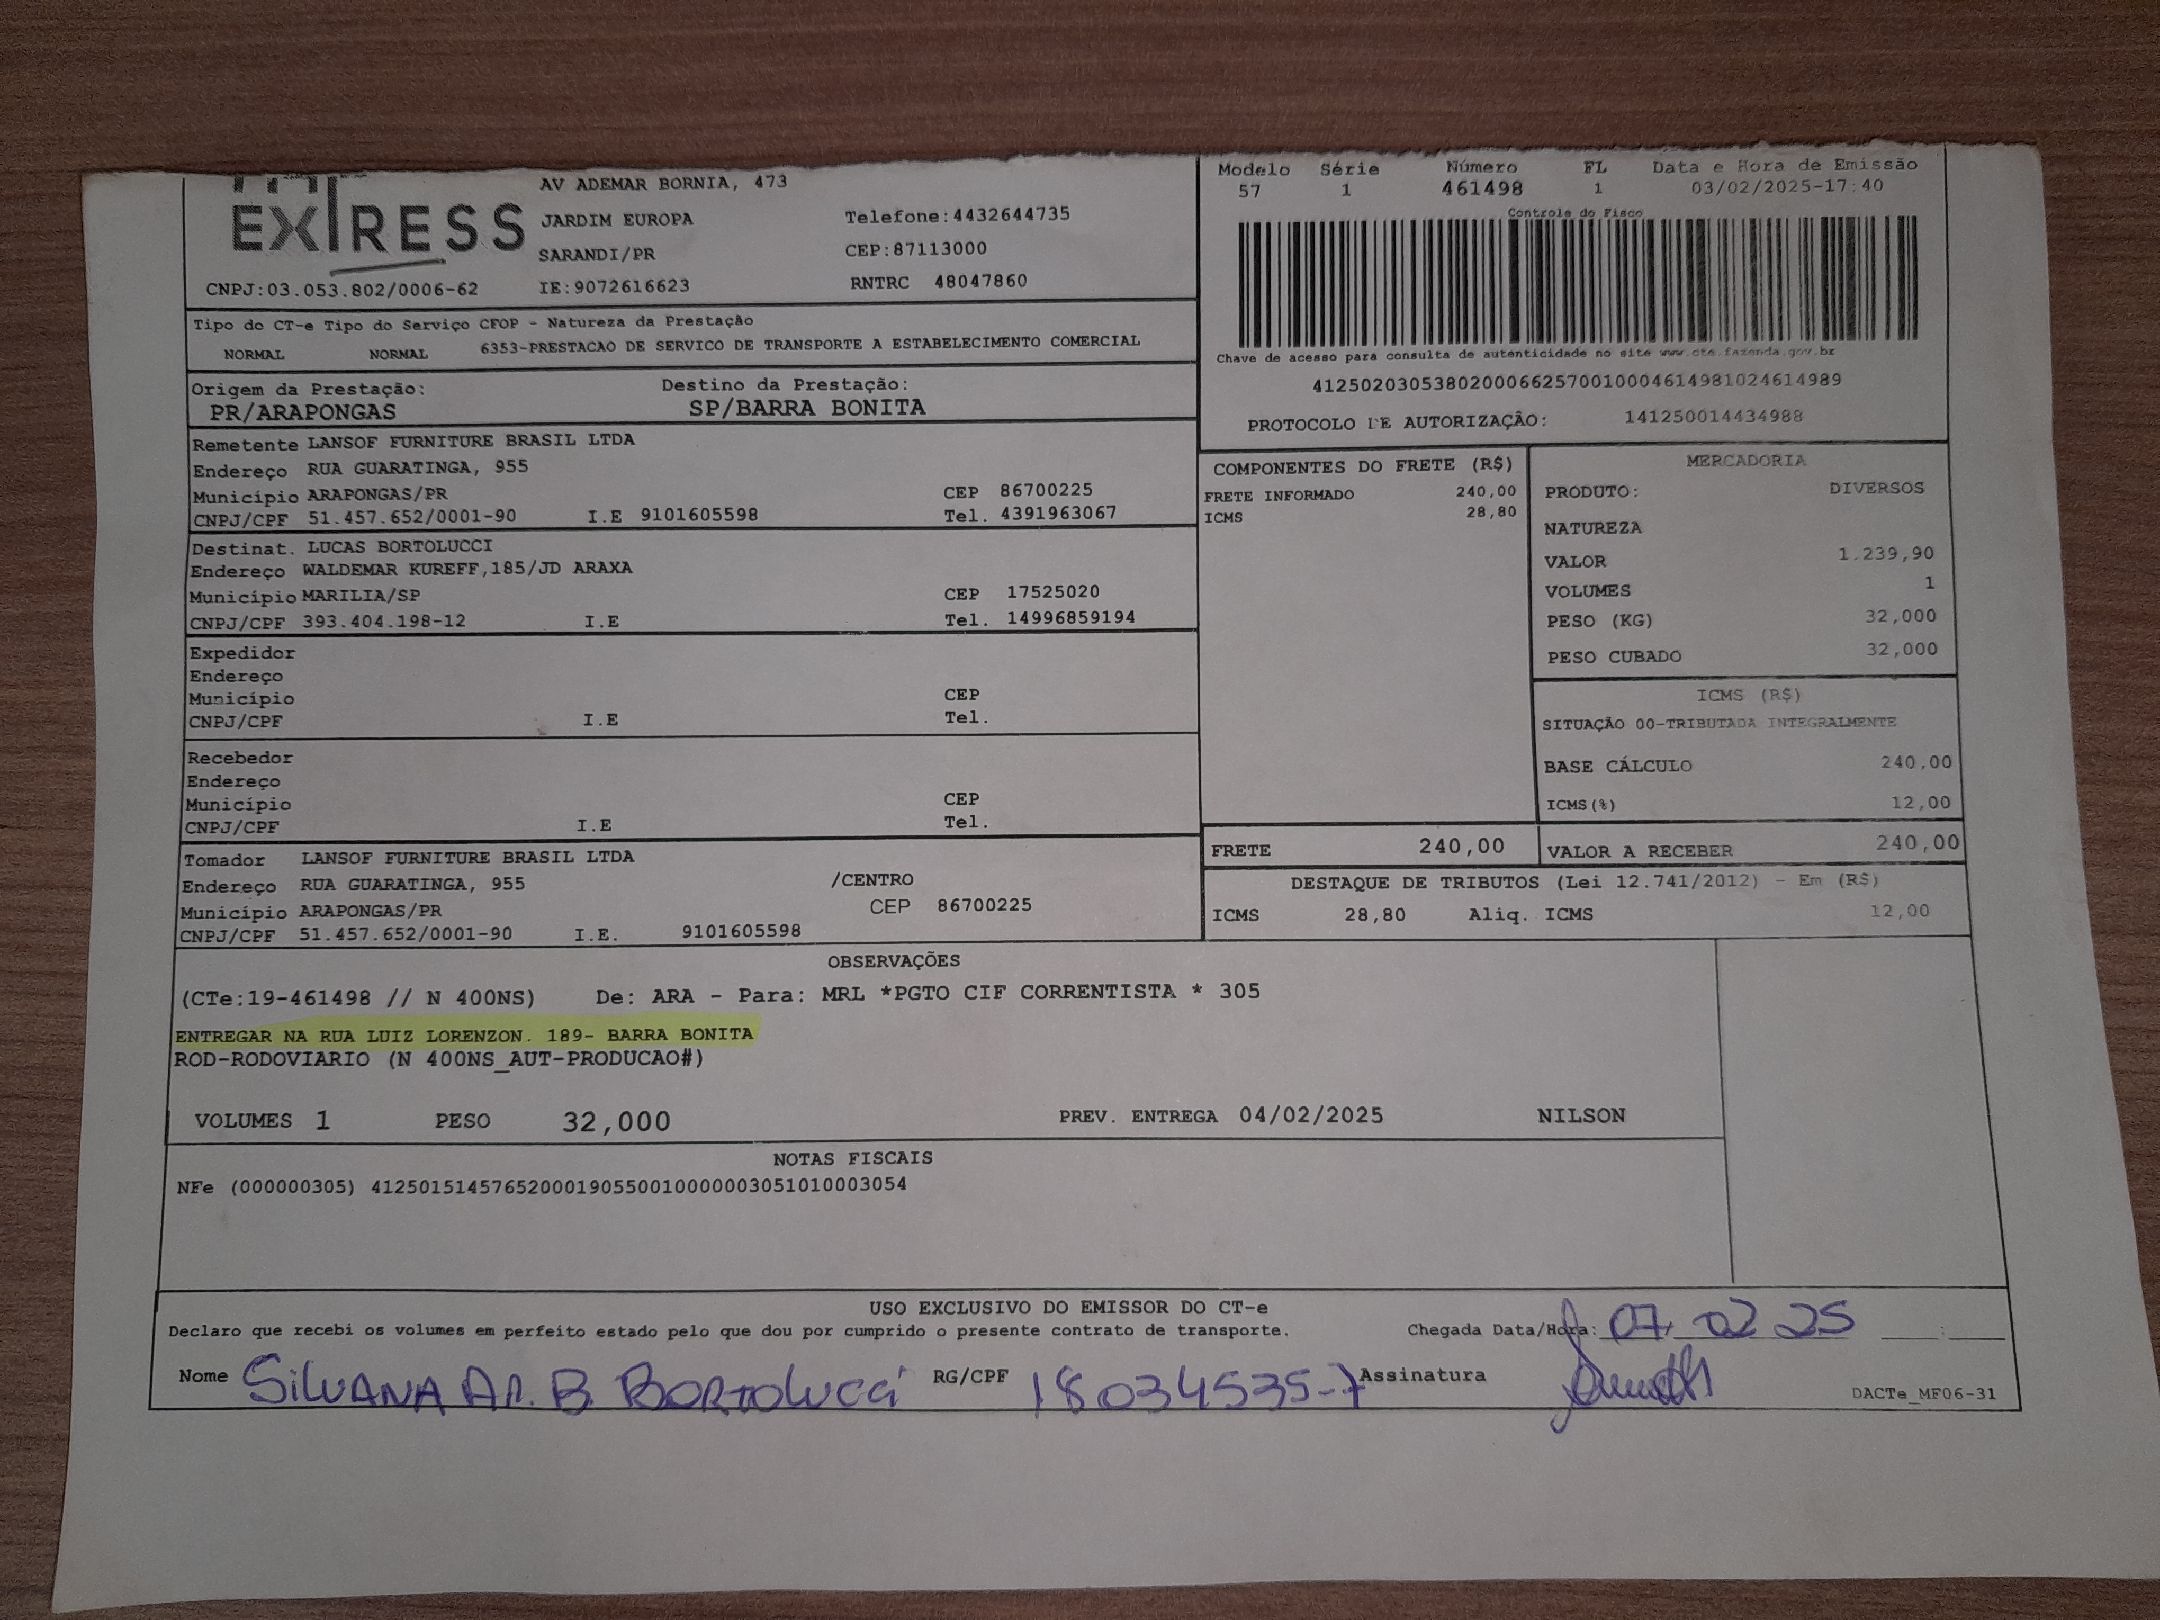 EXPRESS
AV ADEMAR BORNIA, 473
JARDIM EUROPA
Telefone:4432644735
SARANDI/PR
CEP:87113000
CNPJ:03.053.802/0006-62
IE:9072616623
RNTRC 48047860
Modelo Série Número FL Data e Hora de Emissão
57 1 461498 1 03/02/2025-17:40
Controle do Fisco
Chave de acesso para consulta de autenticidade no site www.cte.fazenda.gov.br
41250203053802000662570010004614981024614989
PROTOCOLO DE AUTORIZAÇÃO: 141250014434988
Tipo do CT-e Tipo do Serviço CFOP - Natureza da Prestação
NORMAL NORMAL 6353-PRESTACAO DE SERVICO DE TRANSPORTE A ESTABELECIMENTO COMERCIAL
Origem da Prestação: Destino da Prestação:
PR/ARAPONGAS SP/BARRA BONITA
Remetente LANSOF FURNITURE BRASIL LTDA
Endereço RUA GUARATINGA, 955
Município ARAPONGAS/PR CEP 86700225
CNPJ/CPF 51.457.652/0001-90 I.E 9101605598 Tel. 4391963067
Destinat. LUCAS BORTOLUCCI
Endereço WALDEMAR KUREFF,185/JD ARAXA
Município MARILIA/SP CEP 17525020
CNPJ/CPF 393.404.198-12 I.E Tel. 14996859194
Expedidor
Endereço
Município CEP
CNPJ/CPF I.E Tel.
Recebedor
Endereço
Município CEP
CNPJ/CPF I.E Tel.
Tomador LANSOF FURNITURE BRASIL LTDA
Endereço RUA GUARATINGA, 955 /CENTRO
Município ARAPONGAS/PR CEP 86700225
CNPJ/CPF 51.457.652/0001-90 I.E. 9101605598
COMPONENTES DO FRETE (R$)
FRETE INFORMADO 240,00
ICMS 28,80
MERCADORIA
PRODUTO: DIVERSOS
NATUREZA
VALOR 1.239,90
VOLUMES 1
PESO (KG) 32,000
PESO CUBADO 32,000
ICMS (R$)
SITUAÇÃO 00-TRIBUTADA INTEGRALMENTE
BASE CÁLCULO 240,00
ICMS(%) 12,00
FRETE 240,00 VALOR A RECEBER 240,00
DESTAQUE DE TRIBUTOS (Lei 12.741/2012) - Em (R$)
ICMS 28,80 Aliq. ICMS 12,00
OBSERVAÇÕES
(CTe:19-461498 // N 400NS) De: ARA - Para: MRL *PGTO CIF CORRENTISTA * 305
ENTREGAR NA RUA LUIZ LORENZON. 189- BARRA BONITA
ROD-RODOVIARIO (N 400NS_AUT-PRODUCAO#)
VOLUMES 1 PESO 32,000 PREV. ENTREGA 04/02/2025 NILSON
NOTAS FISCAIS
NFe (000000305) 41250151457652000190550010000003051010003054
USO EXCLUSIVO DO EMISSOR DO CT-e
Declaro que recebi os volumes em perfeito estado pelo que dou por cumprido o presente contrato de transporte. Chegada Data/Hora: 07 02 25 ___:___
Nome SILVANA AP. B. BORTOLUCCI RG/CPF 18034535-7 Assinatura
DACTe_MF06-31